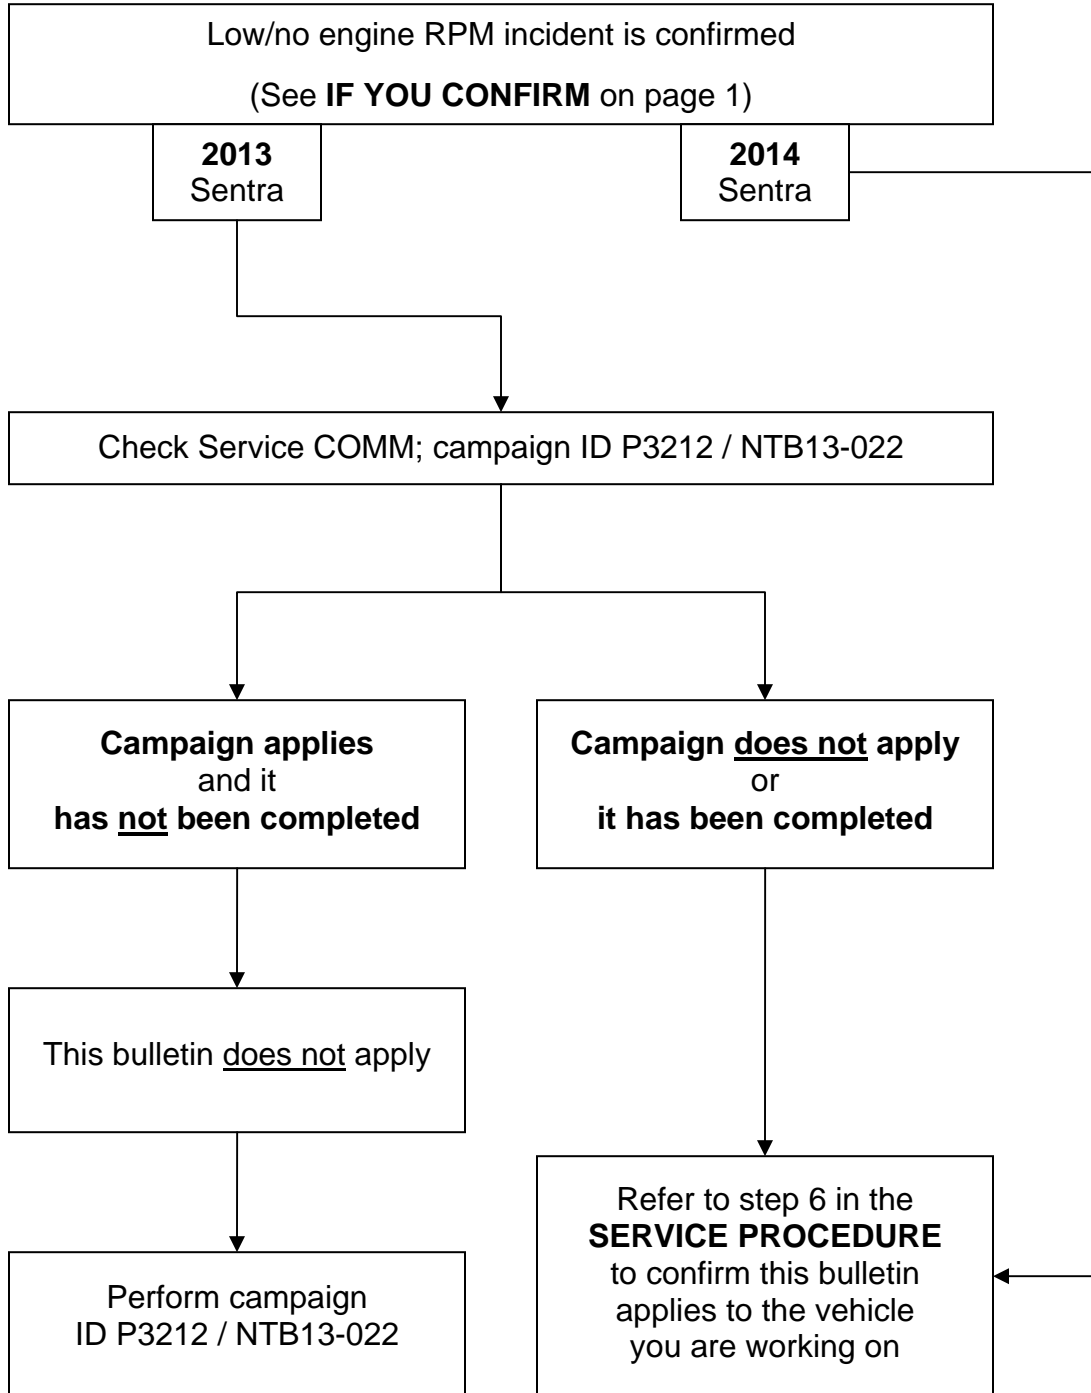 Low/no engine RPM incident is confirmed
(See IF YOU CONFIRM on page 1)
2013
Sentra
2014
Sentra
Check Service COMM; campaign ID P3212 / NTB13-022
Campaign applies
and it
has not been completed
Campaign does not apply
or
it has been completed
This bulletin does not apply
Perform campaign
ID P3212 / NTB13-022
Refer to step 6 in the
SERVICE PROCEDURE
to confirm this bulletin
applies to the vehicle
you are working on